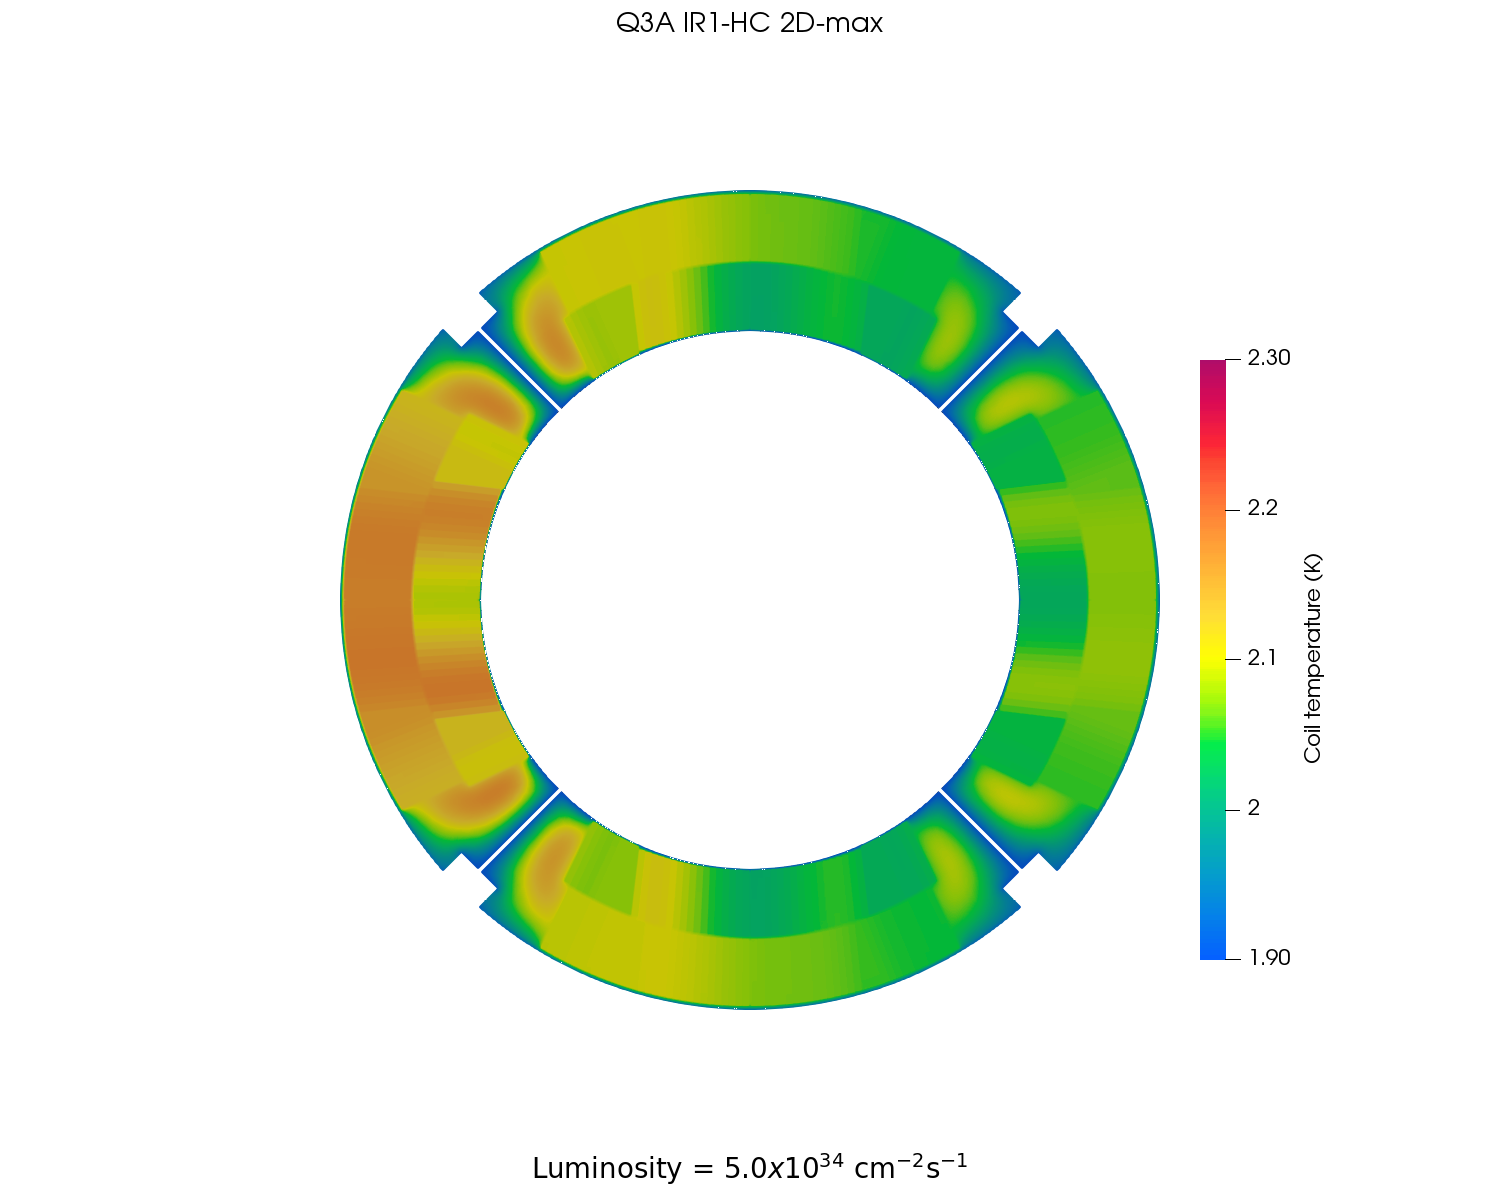 Q3A IR1-HC 2D-max
2.30
2.2
2.1
2
1.90
Coil temperature (K)
Luminosity = 5.0x10³⁴ cm⁻²s⁻¹